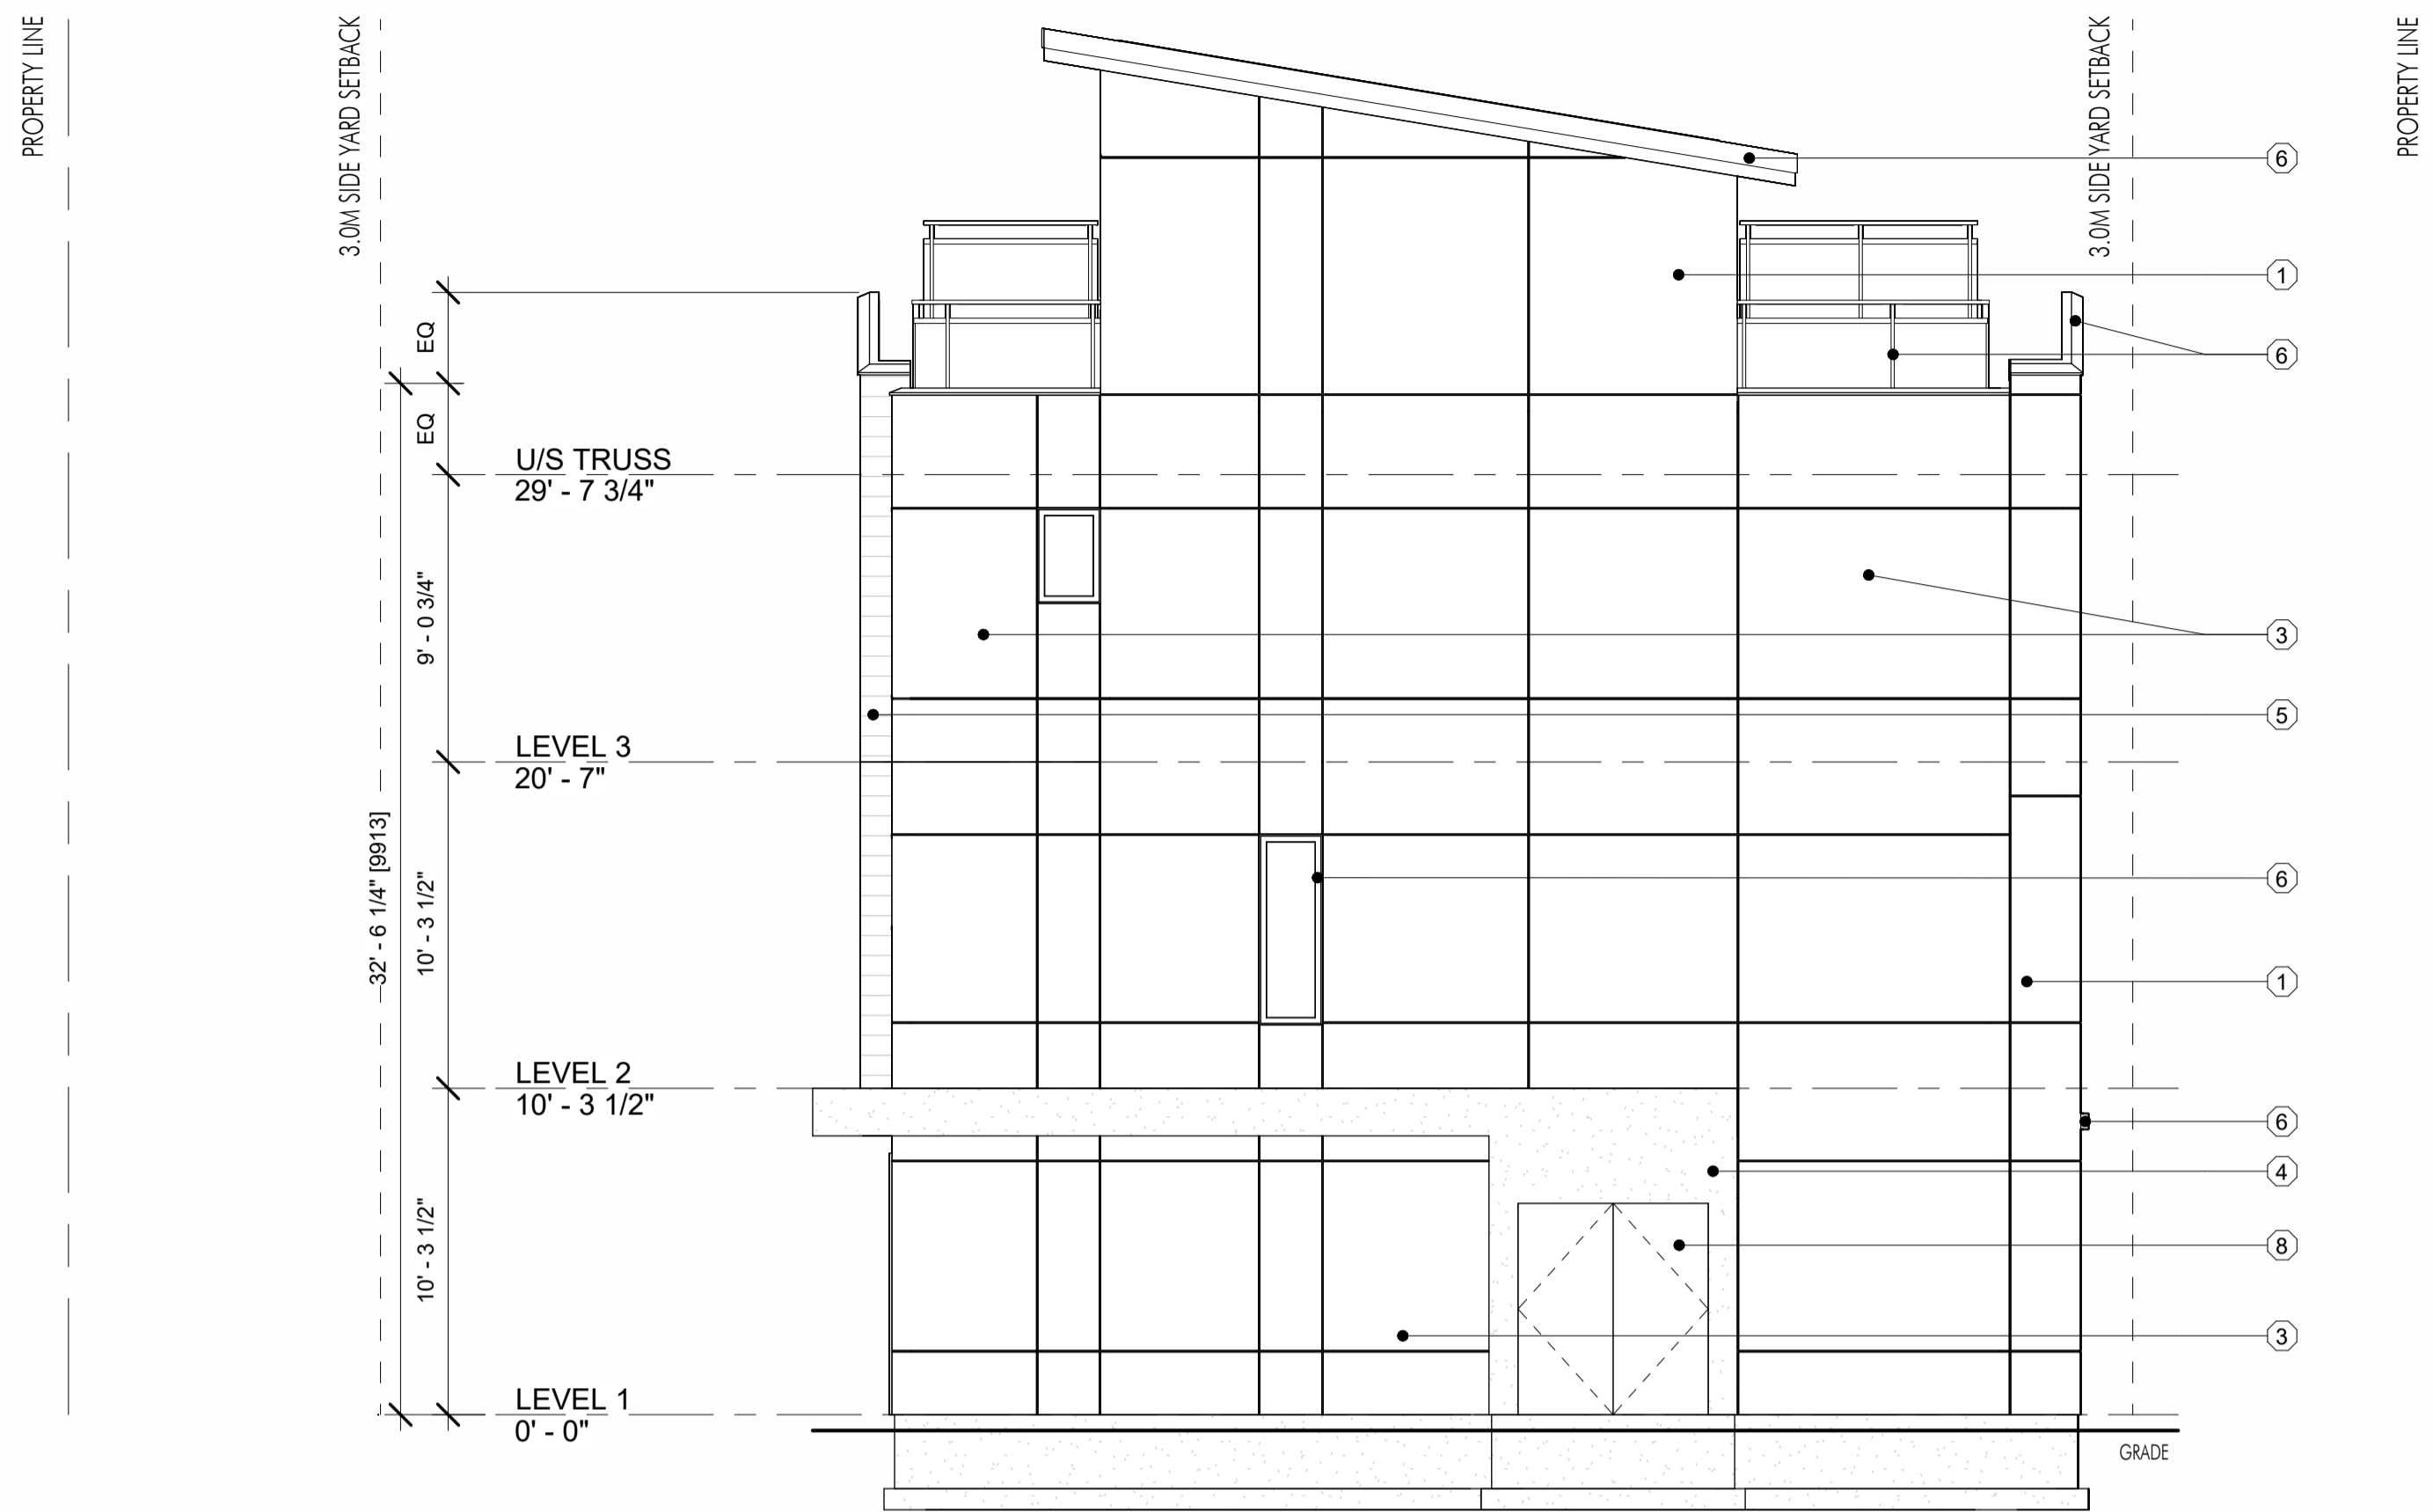 PROPERTY LINE
3.0M SIDE YARD SETBACK
3.0M SIDE YARD SETBACK
PROPERTY LINE
6
1
EQ
6
EQ
U/S TRUSS
29' - 7 3/4"
9' - 0 3/4"
3
5
LEVEL 3
20' - 7"
32' - 6 1/4" [9913]
10' - 3 1/2"
6
1
LEVEL 2
10' - 3 1/2"
6
4
10' - 3 1/2"
8
3
LEVEL 1
0' - 0"
GRADE